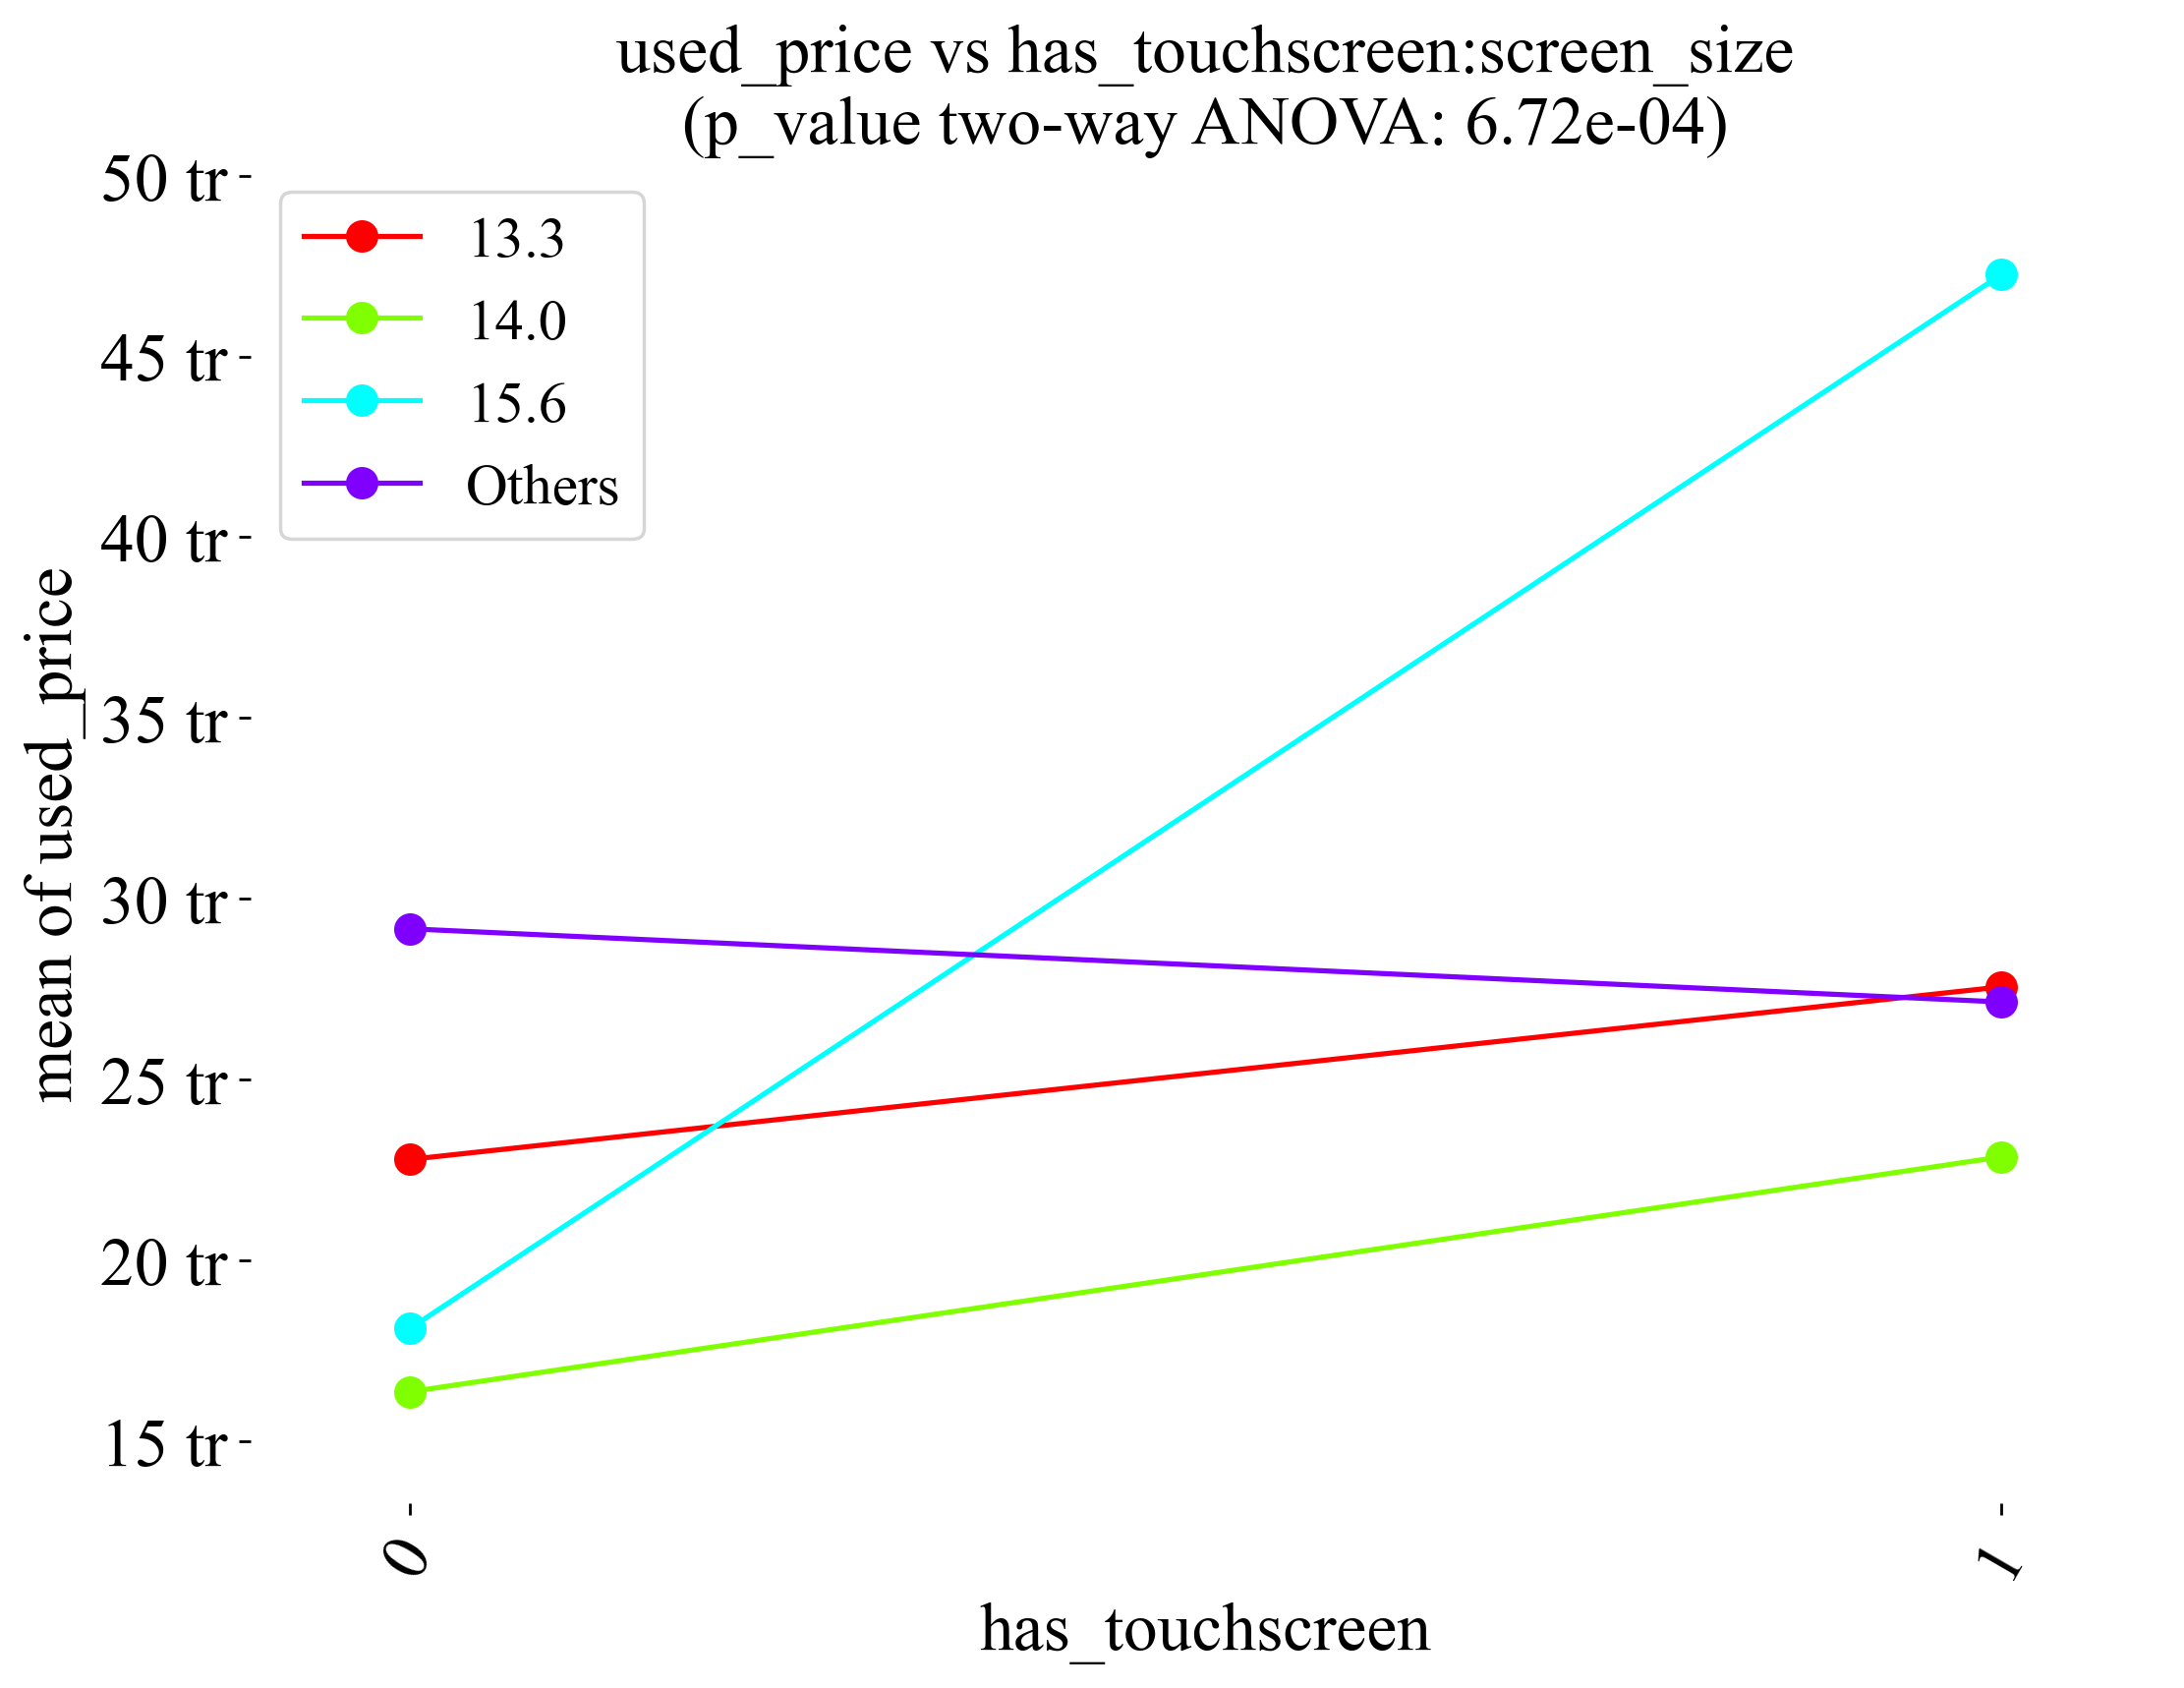 used_price vs has_touchscreen:screen_size
(p_value two-way ANOVA: 6.72e-04)
50 tr
45 tr
40 tr
35 tr
30 tr
25 tr
20 tr
15 tr
mean of used_price
13.3
14.0
15.6
Others
0
1
has_touchscreen